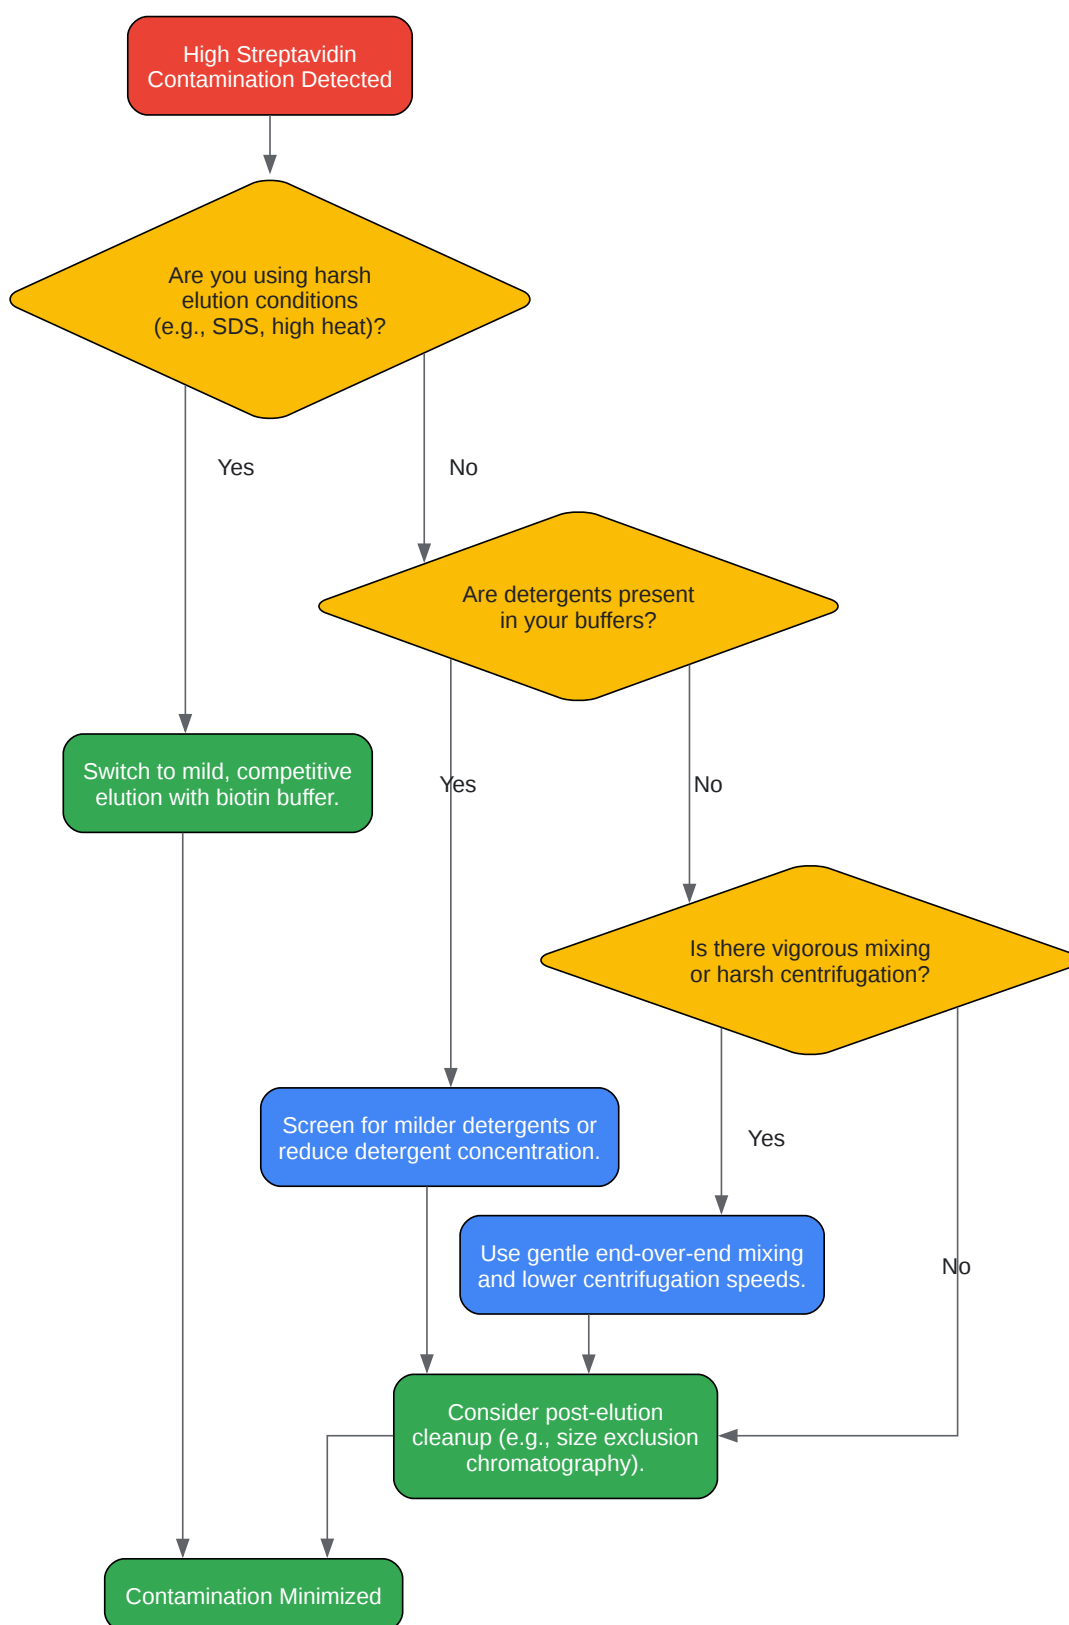 High Streptavidin
Contamination Detected
Are you using harsh
elution conditions
(e.g., SDS, high heat)?
Yes
No
Are detergents present
in your buffers?
Switch to mild, competitive
elution with biotin buffer.
Yes
No
Is there vigorous mixing
or harsh centrifugation?
Screen for milder detergents or
reduce detergent concentration.
Yes
Use gentle end-over-end mixing
and lower centrifugation speeds.
No
Consider post-elution
cleanup (e.g., size exclusion
chromatography).
Contamination Minimized